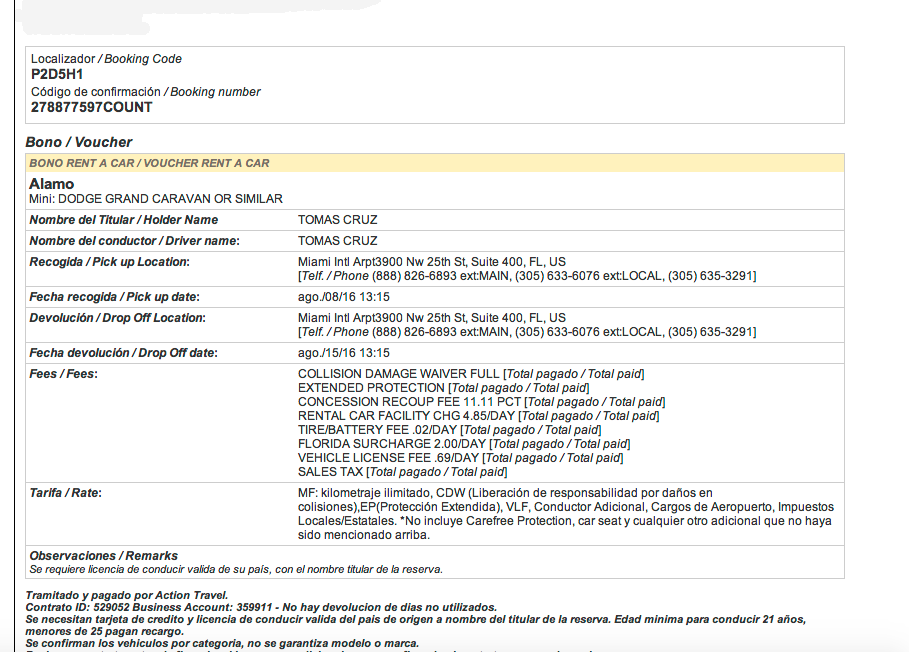 Localizador / Booking Code
P2D5H1
Código de confirmación / Booking number
278877597COUNT
Bono / Voucher
BONO RENT A CAR / VOUCHER RENT A CAR
Alamo
Mini: DODGE GRAND CARAVAN OR SIMILAR
Nombre del Titular / Holder Name TOMAS CRUZ
Nombre del conductor / Driver name: TOMAS CRUZ
Recogida / Pick up Location: Miami Intl Arpt3900 Nw 25th St, Suite 400, FL, US
[Telf. / Phone (888) 826-6893 ext:MAIN, (305) 633-6076 ext:LOCAL, (305) 635-3291]
Fecha recogida / Pick up date: ago./08/16 13:15
Devolución / Drop Off Location: Miami Intl Arpt3900 Nw 25th St, Suite 400, FL, US
[Telf. / Phone (888) 826-6893 ext:MAIN, (305) 633-6076 ext:LOCAL, (305) 635-3291]
Fecha devolución / Drop Off date: ago./15/16 13:15
Fees / Fees: COLLISION DAMAGE WAIVER FULL [Total pagado / Total paid]
EXTENDED PROTECTION [Total pagado / Total paid]
CONCESSION RECOUP FEE 11.11 PCT [Total pagado / Total paid]
RENTAL CAR FACILITY CHG 4.85/DAY [Total pagado / Total paid]
TIRE/BATTERY FEE .02/DAY [Total pagado / Total paid]
FLORIDA SURCHARGE 2.00/DAY [Total pagado / Total paid]
VEHICLE LICENSE FEE .69/DAY [Total pagado / Total paid]
SALES TAX [Total pagado / Total paid]
Tarifa / Rate: MF: kilometraje ilimitado, CDW (Liberación de responsabilidad por daños en
colisiones),EP(Protección Extendida), VLF, Conductor Adicional, Cargos de Aeropuerto, Impuestos
Locales/Estatales. *No incluye Carefree Protection, car seat y cualquier otro adicional que no haya
sido mencionado arriba.
Observaciones / Remarks
Se requiere licencia de conducir valida de su país, con el nombre titular de la reserva.
Tramitado y pagado por Action Travel.
Contrato ID: 529052 Business Account: 359911 - No hay devolucion de dias no utilizados.
Se necesitan tarjeta de credito y licencia de conducir valida del pais de origen a nombre del titular de la reserva. Edad minima para conducir 21 años,
menores de 25 pagan recargo.
Se confirman los vehiculos por categoria, no se garantiza modelo o marca.